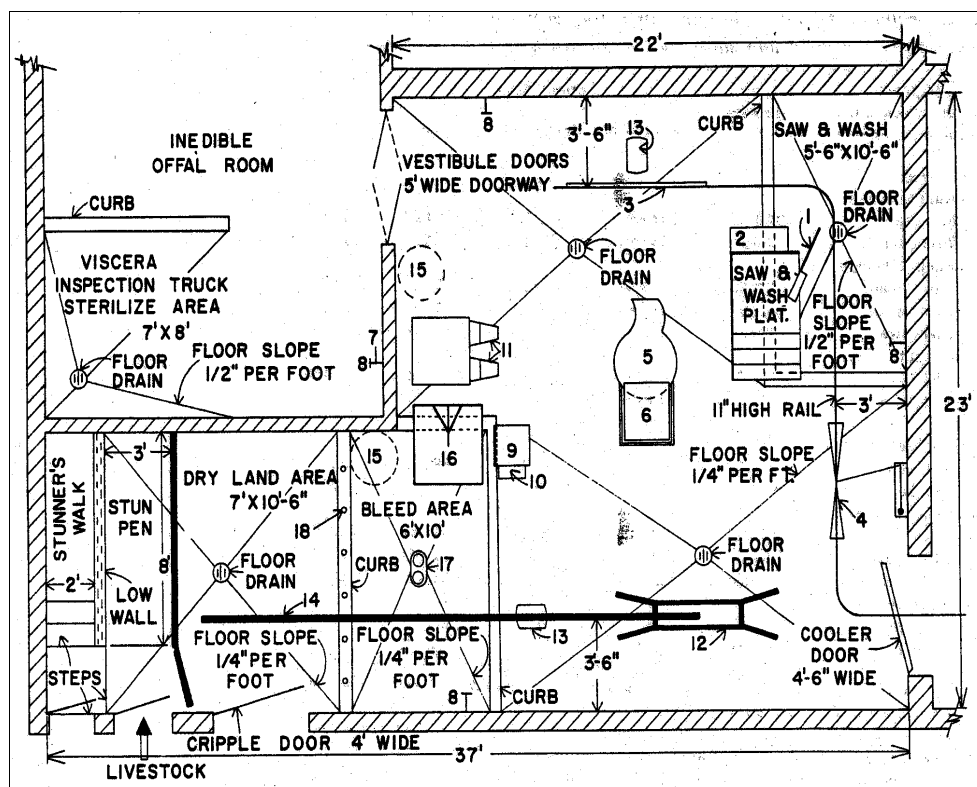 22'
INEDIBLE
OFFAL ROOM
8
3'-6"
13
CURB
SAW & WASH
5'-6"X10'-6"
VESTIBULE DOORS
5' WIDE DOORWAY
CURB
3
1
FLOOR
DRAIN
VISCERA
INSPECTION TRUCK
STERILIZE AREA
7'X8'
15
FLOOR
DRAIN
2
SAW &
WASH
PLAT.
FLOOR
SLOPE
1/2" PER
FOOT
8
FLOOR
DRAIN
FLOOR SLOPE
1/2" PER FOOT
7
8
11
5
6
11" HIGH RAIL
3'
23'
STUNNER'S
WALK
3'
STUN
PEN
DRY LAND AREA
7'X10'-6"
15
16
9
10
FLOOR SLOPE
1/4" PER FT.
18
BLEED AREA
6'X10'
4
2'
8'
LOW
WALL
FLOOR
DRAIN
CURB
17
FLOOR
DRAIN
14
13
12
FLOOR SLOPE
1/4" PER
FOOT
FLOOR SLOPE
1/4" PER
FOOT
3'-6"
COOLER
DOOR
4'-6" WIDE
STEPS
8
CURB
CRIPPLE DOOR 4' WIDE
37'
LIVESTOCK